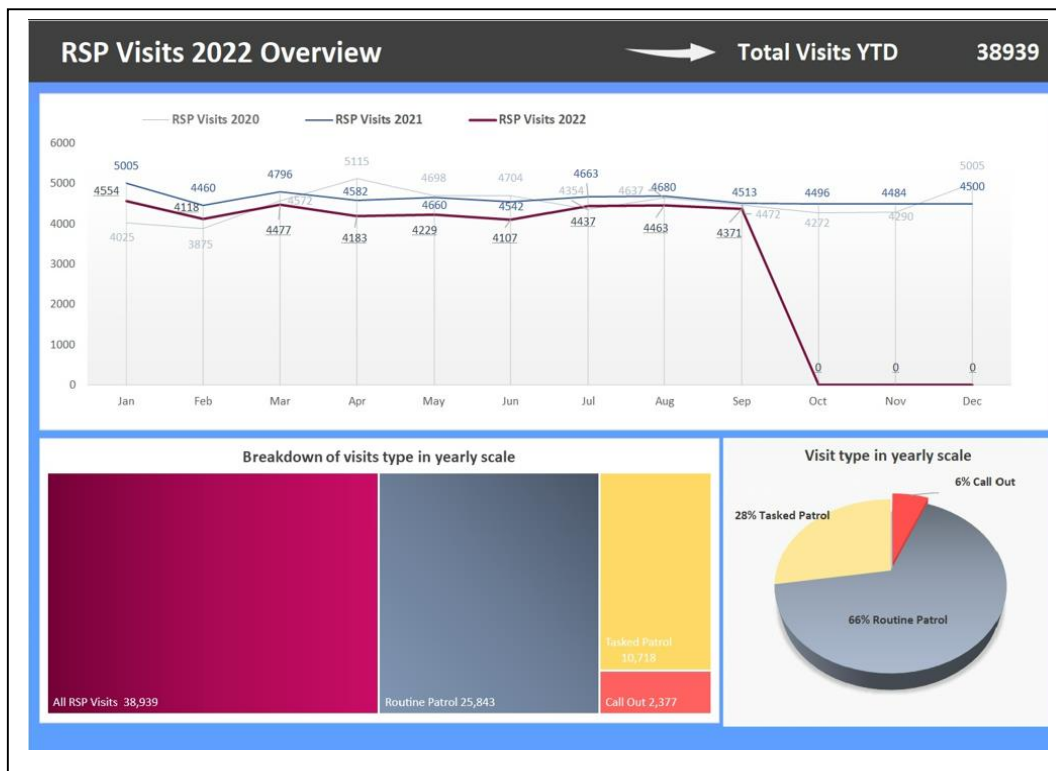 RSP Visits 2022 Overview Total Visits YTD 38939
RSP Visits 2020 RSP Visits 2021 RSP Visits 2022
6000
5000
4000
3000
2000
1000
0
5005 4460 4796 4582 4660 4542 4663 4680 4513 4496 4484 4500
4025 3875 4572 5115 4698 4704 4354 4637 4472 4272 4290 5005
4554 4118 4477 4183 4229 4107 4437 4463 4371 0 0 0
Jan Feb Mar Apr May Jun Jul Aug Sep Oct Nov Dec
Breakdown of visits type in yearly scale
All RSP Visits 38,939
Routine Patrol 25,843
Tasked Patrol
10,718
Call Out 2,377
Visit type in yearly scale
6% Call Out
28% Tasked Patrol
66% Routine Patrol